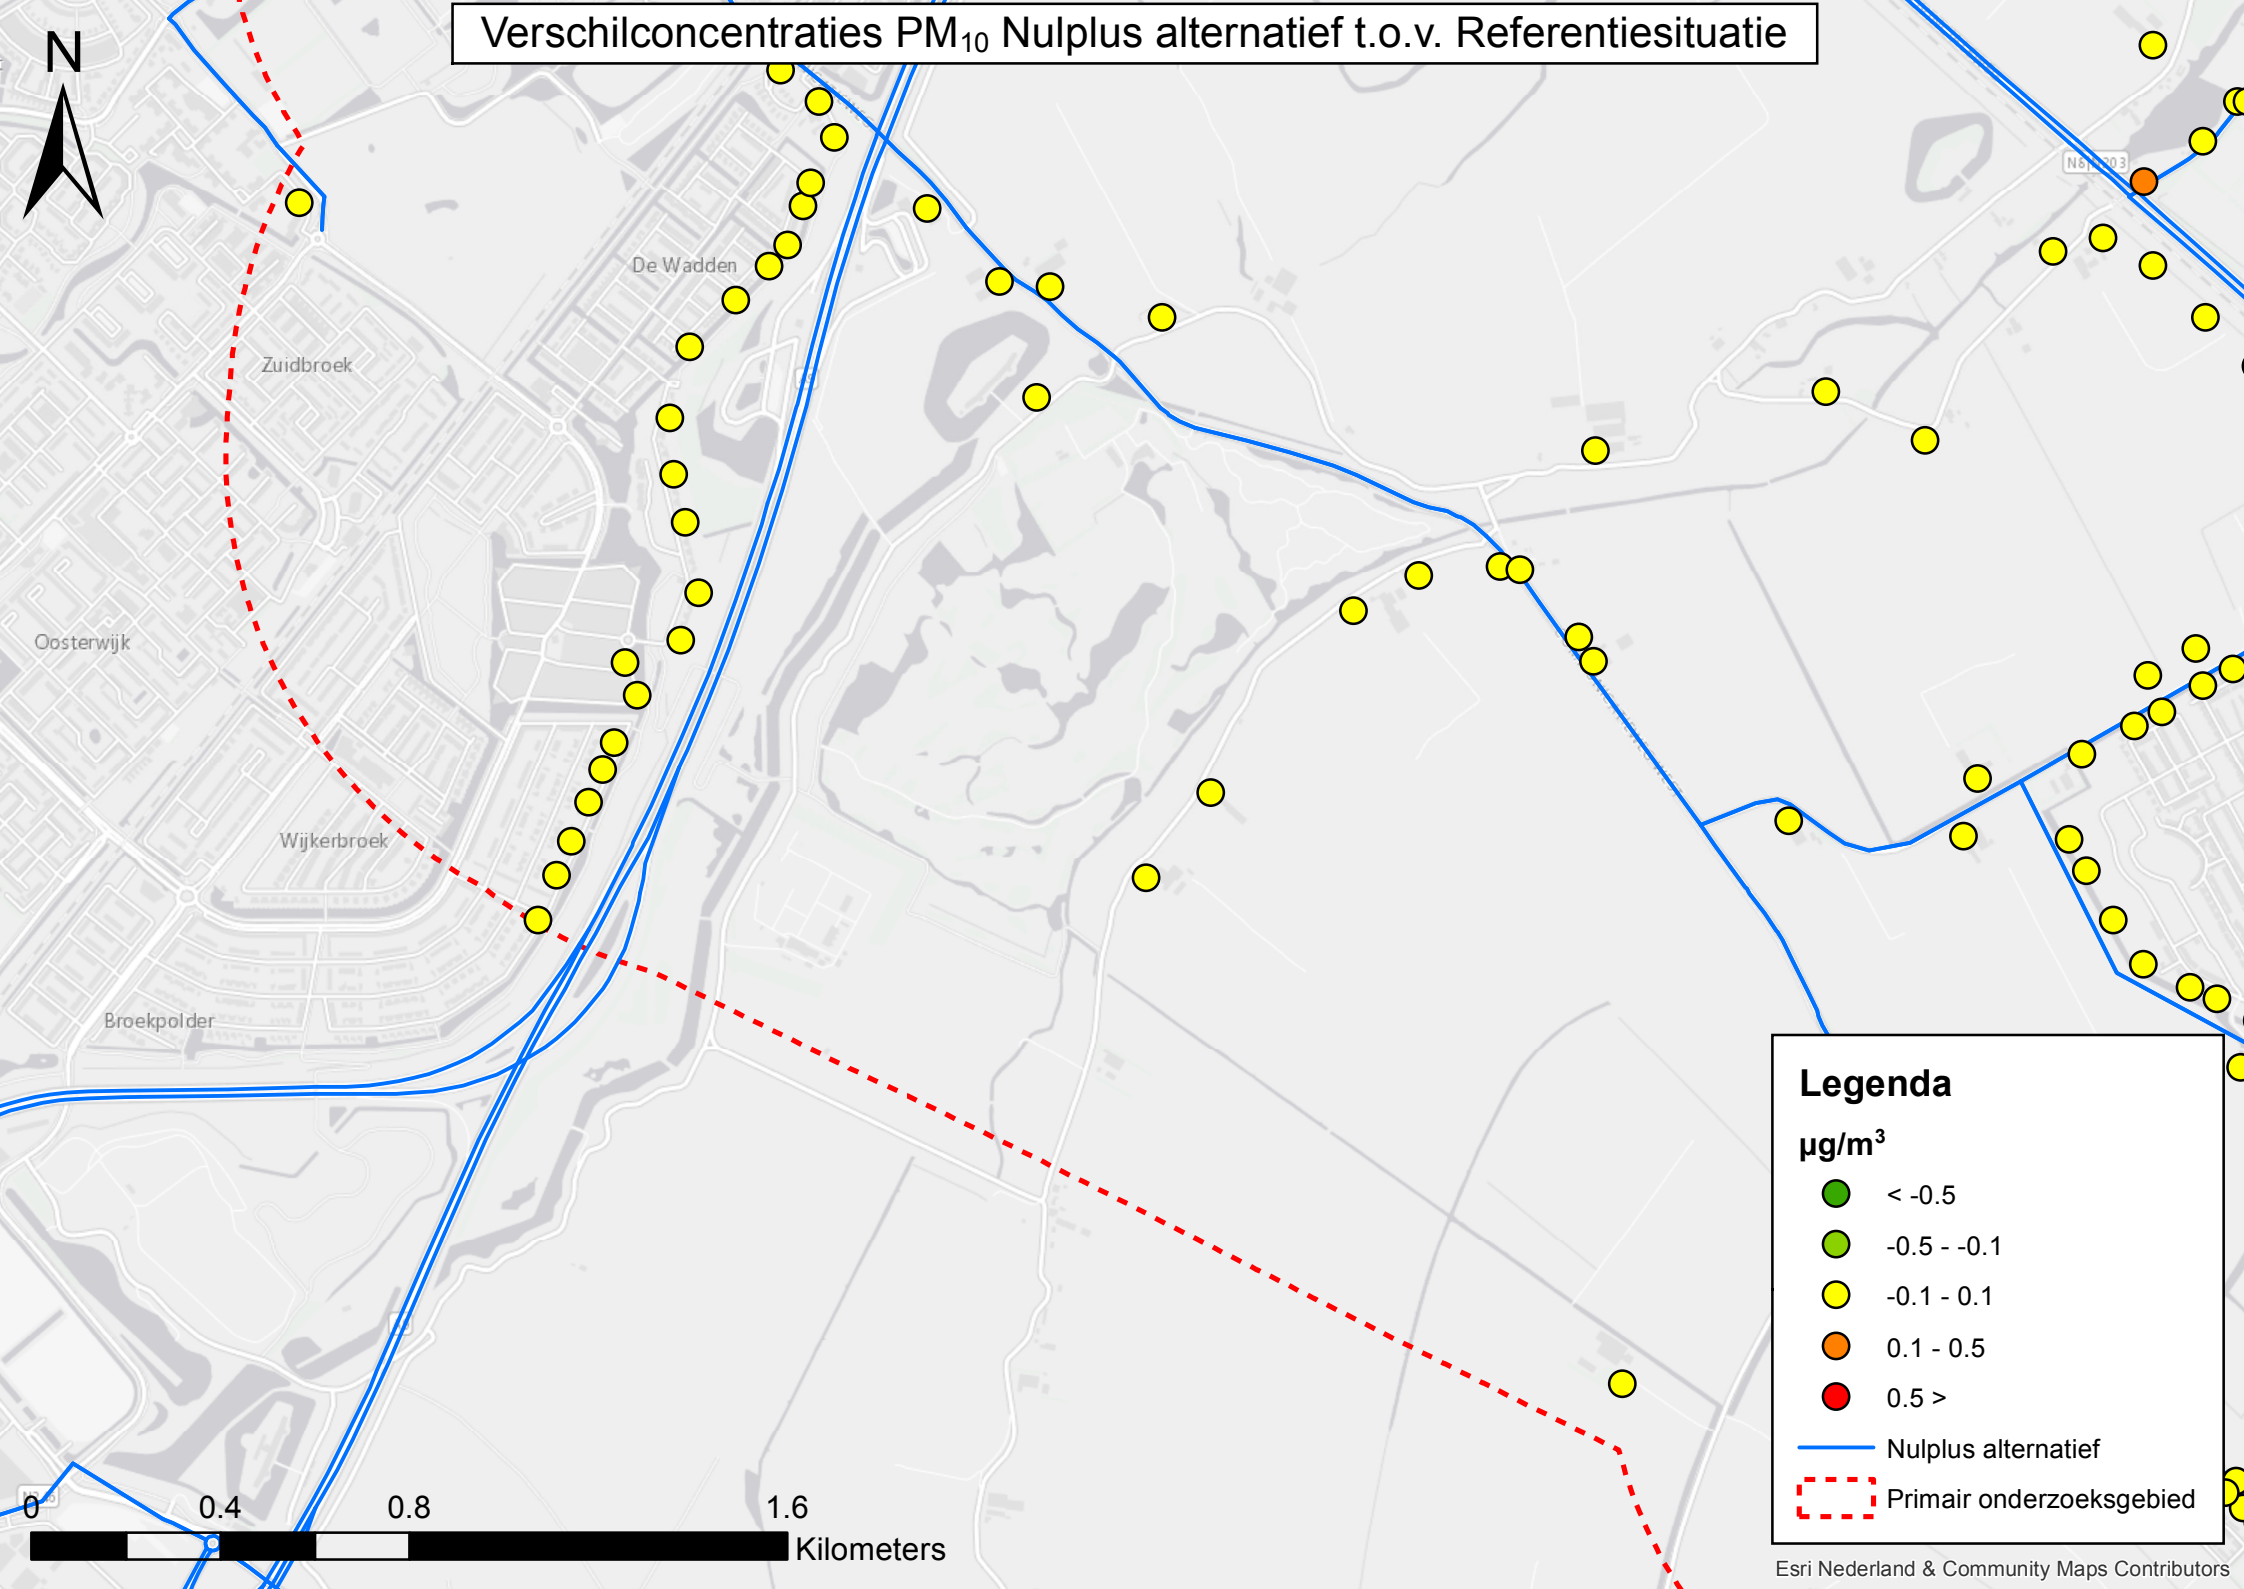 Verschilconcentraties PM₁₀ Nulplus alternatief t.o.v. Referentiesituatie
N
De Wadden
Zuidbroek
Oosterwijk
Wijkerbroek
Broekpolder
Legenda
µg/m³
< -0.5
-0.5 - -0.1
-0.1 - 0.1
0.1 - 0.5
0.5 >
Nulplus alternatief
Primair onderzoeksgebied
0 0.4 0.8 1.6
Kilometers
Esri Nederland & Community Maps Contributors